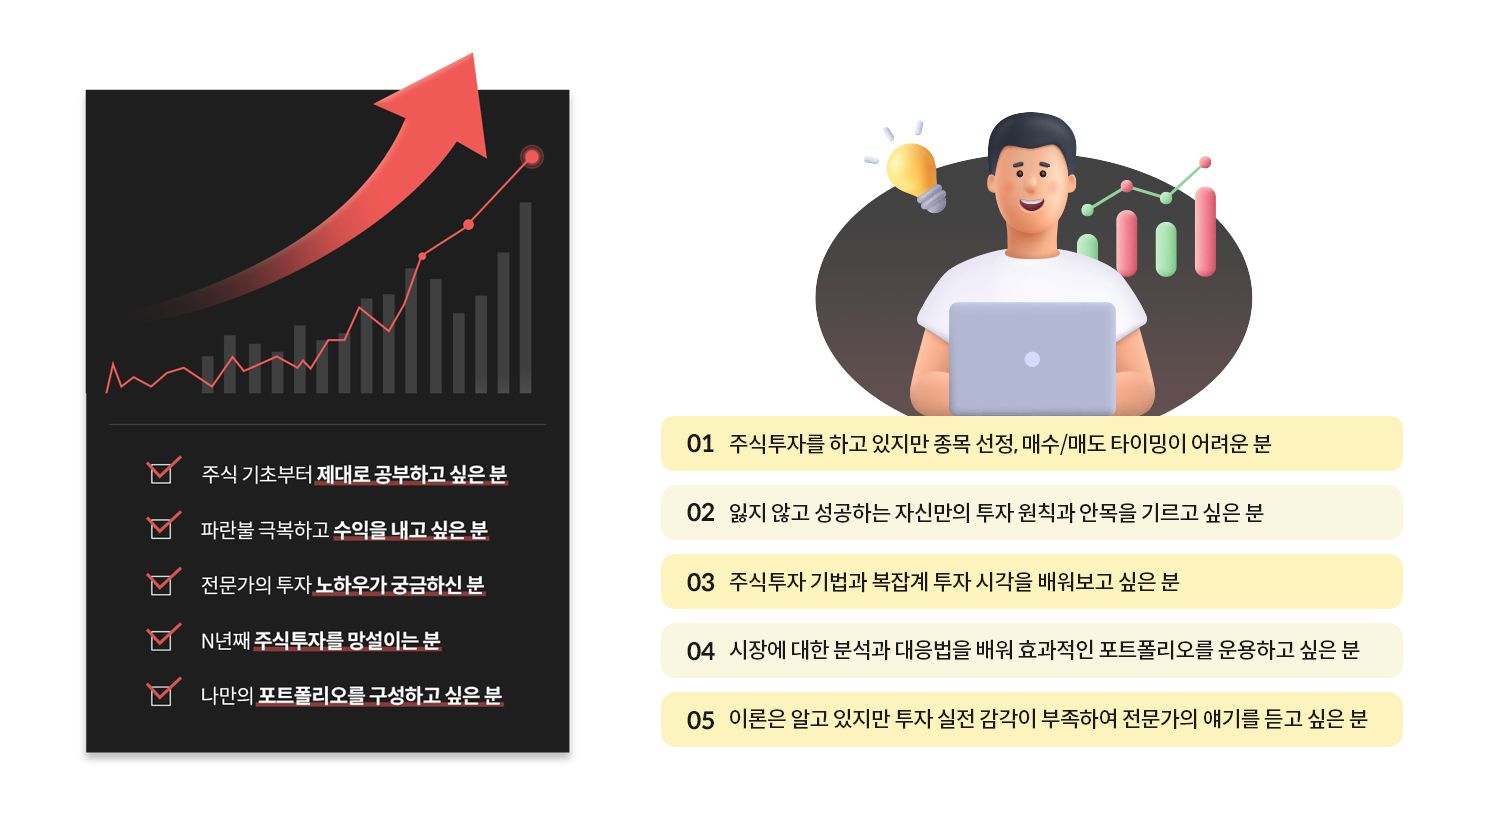 주식 기초부터 제대로 공부하고 싶은 분
파란불 극복하고 수익을 내고 싶은 분
전문가의 투자 노하우가 궁금하신 분
N년째 주식투자를 망설이는 분
나만의 포트폴리오를 구성하고 싶은 분
01 주식투자를 하고 있지만 종목 선정, 매수/매도 타이밍이 어려운 분
02 잃지 않고 성공하는 자신만의 투자 원칙과 안목을 기르고 싶은 분
03 주식투자 기법과 복잡계 투자 시각을 배워보고 싶은 분
04 시장에 대한 분석과 대응법을 배워 효과적인 포트폴리오를 운용하고 싶은 분
05 이론은 알고 있지만 투자 실전 감각이 부족하여 전문가의 얘기를 듣고 싶은 분